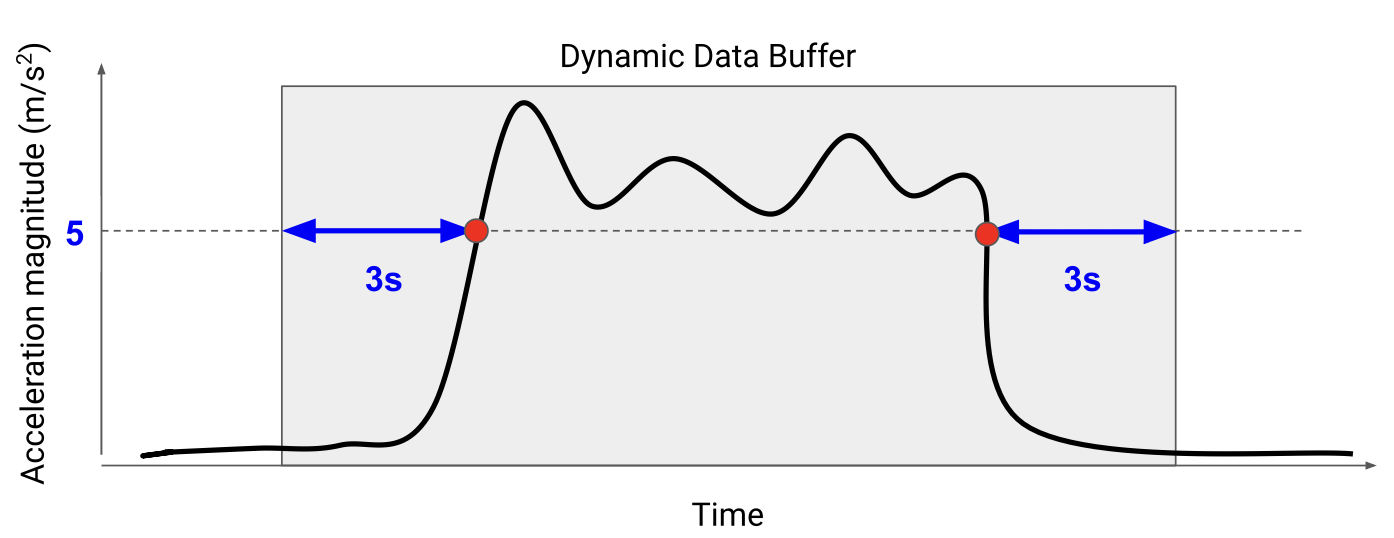 Dynamic Data Buffer
Acceleration magnitude (m/s²)
5
3s
3s
Time